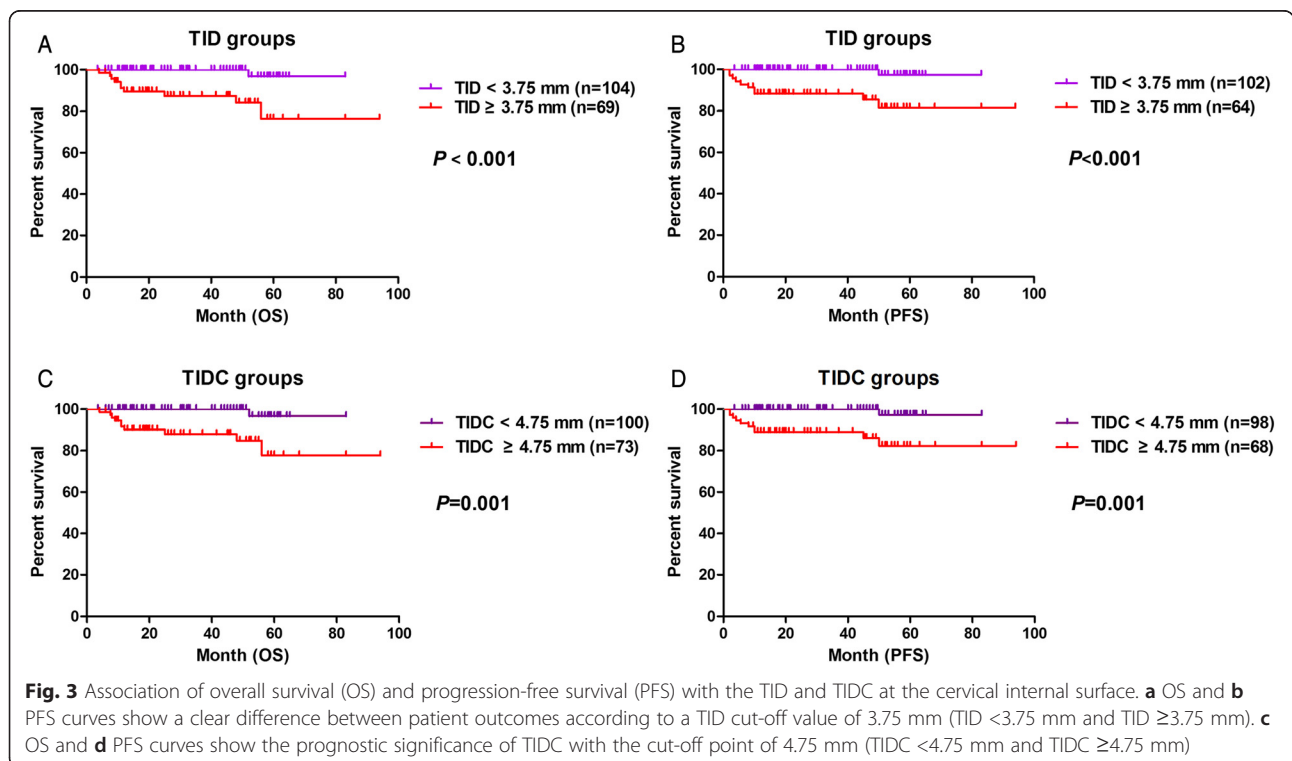 A
TID groups
Percent survival
100
80
60
40
20
0
0 20 40 60 80 100
Month (OS)
TID < 3.75 mm (n=104)
TID ≥ 3.75 mm (n=69)
P < 0.001
B
TID groups
Percent survival
100
80
60
40
20
0
0 20 40 60 80 100
Month (PFS)
TID < 3.75 mm (n=102)
TID ≥ 3.75 mm (n=64)
P<0.001
C
TIDC groups
Percent survival
100
80
60
40
20
0
0 20 40 60 80 100
Month (OS)
TIDC < 4.75 mm (n=100)
TIDC ≥ 4.75 mm (n=73)
P=0.001
D
TIDC groups
Percent survival
100
80
60
40
20
0
0 20 40 60 80 100
Month (PFS)
TIDC < 4.75 mm (n=98)
TIDC ≥ 4.75 mm (n=68)
P=0.001
Fig. 3 Association of overall survival (OS) and progression-free survival (PFS) with the TID and TIDC at the cervical internal surface. a OS and b
PFS curves show a clear difference between patient outcomes according to a TID cut-off value of 3.75 mm (TID <3.75 mm and TID ≥3.75 mm). c
OS and d PFS curves show the prognostic significance of TIDC with the cut-off point of 4.75 mm (TIDC <4.75 mm and TIDC ≥4.75 mm)